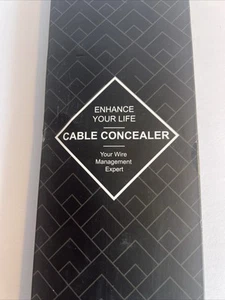 ENHANCE
YOUR LIFE
CABLE CONCEALER
Your Wire
Management
Expert